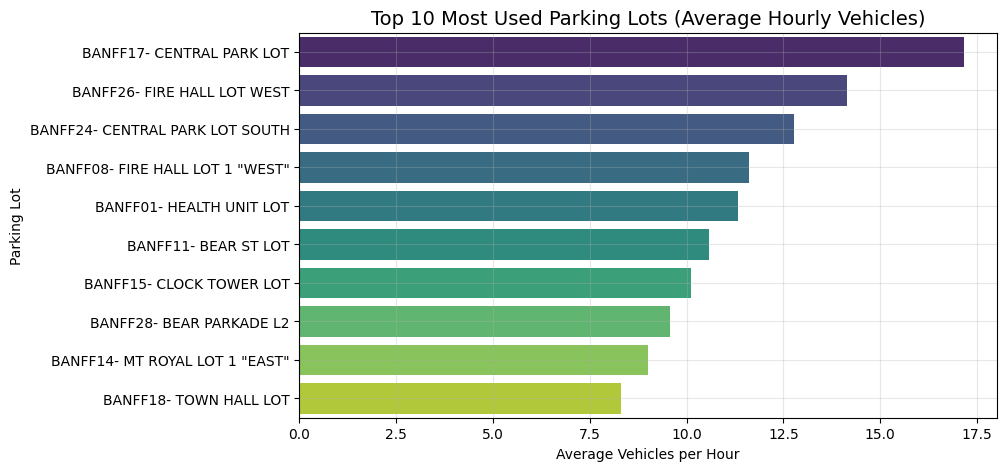 Top 10 Most Used Parking Lots (Average Hourly Vehicles)
Parking Lot
BANFF17- CENTRAL PARK LOT
BANFF26- FIRE HALL LOT WEST
BANFF24- CENTRAL PARK LOT SOUTH
BANFF08- FIRE HALL LOT 1 "WEST"
BANFF01- HEALTH UNIT LOT
BANFF11- BEAR ST LOT
BANFF15- CLOCK TOWER LOT
BANFF28- BEAR PARKADE L2
BANFF14- MT ROYAL LOT 1 "EAST"
BANFF18- TOWN HALL LOT
0.0 2.5 5.0 7.5 10.0 12.5 15.0 17.5
Average Vehicles per Hour